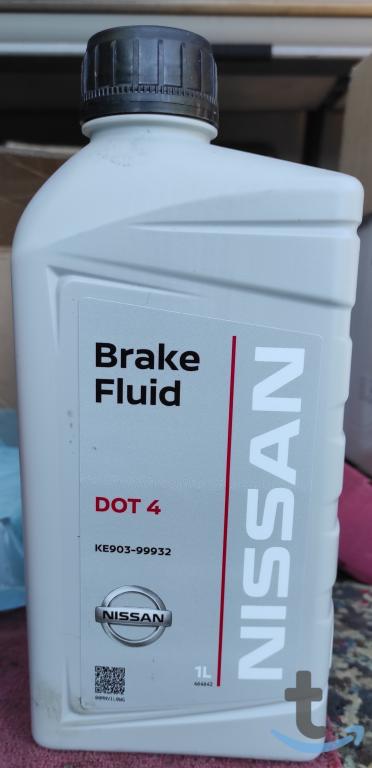 Brake
Fluid
DOT 4
KE903-99932
NISSAN
1L
NISSAN
t